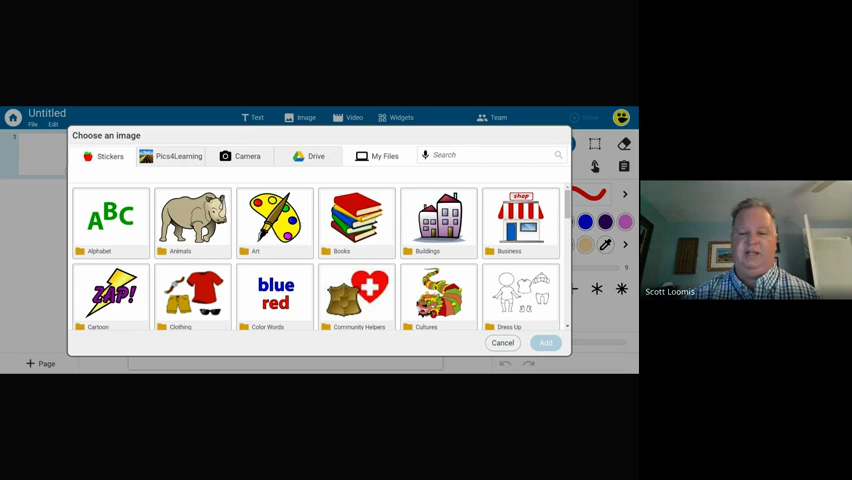 Untitled
File Edit
Text Image Video Widgets Team Share
1
Choose an image
Stickers Pics4Learning Camera Drive My Files Search
ABC
shop
Alphabet Animals Art Books Buildings Business
9
ZAP!
blue
red
Cartoon Clothing Color Words Community Helpers Cultures Dress Up
Cancel Add
+ Page
Scott Loomis